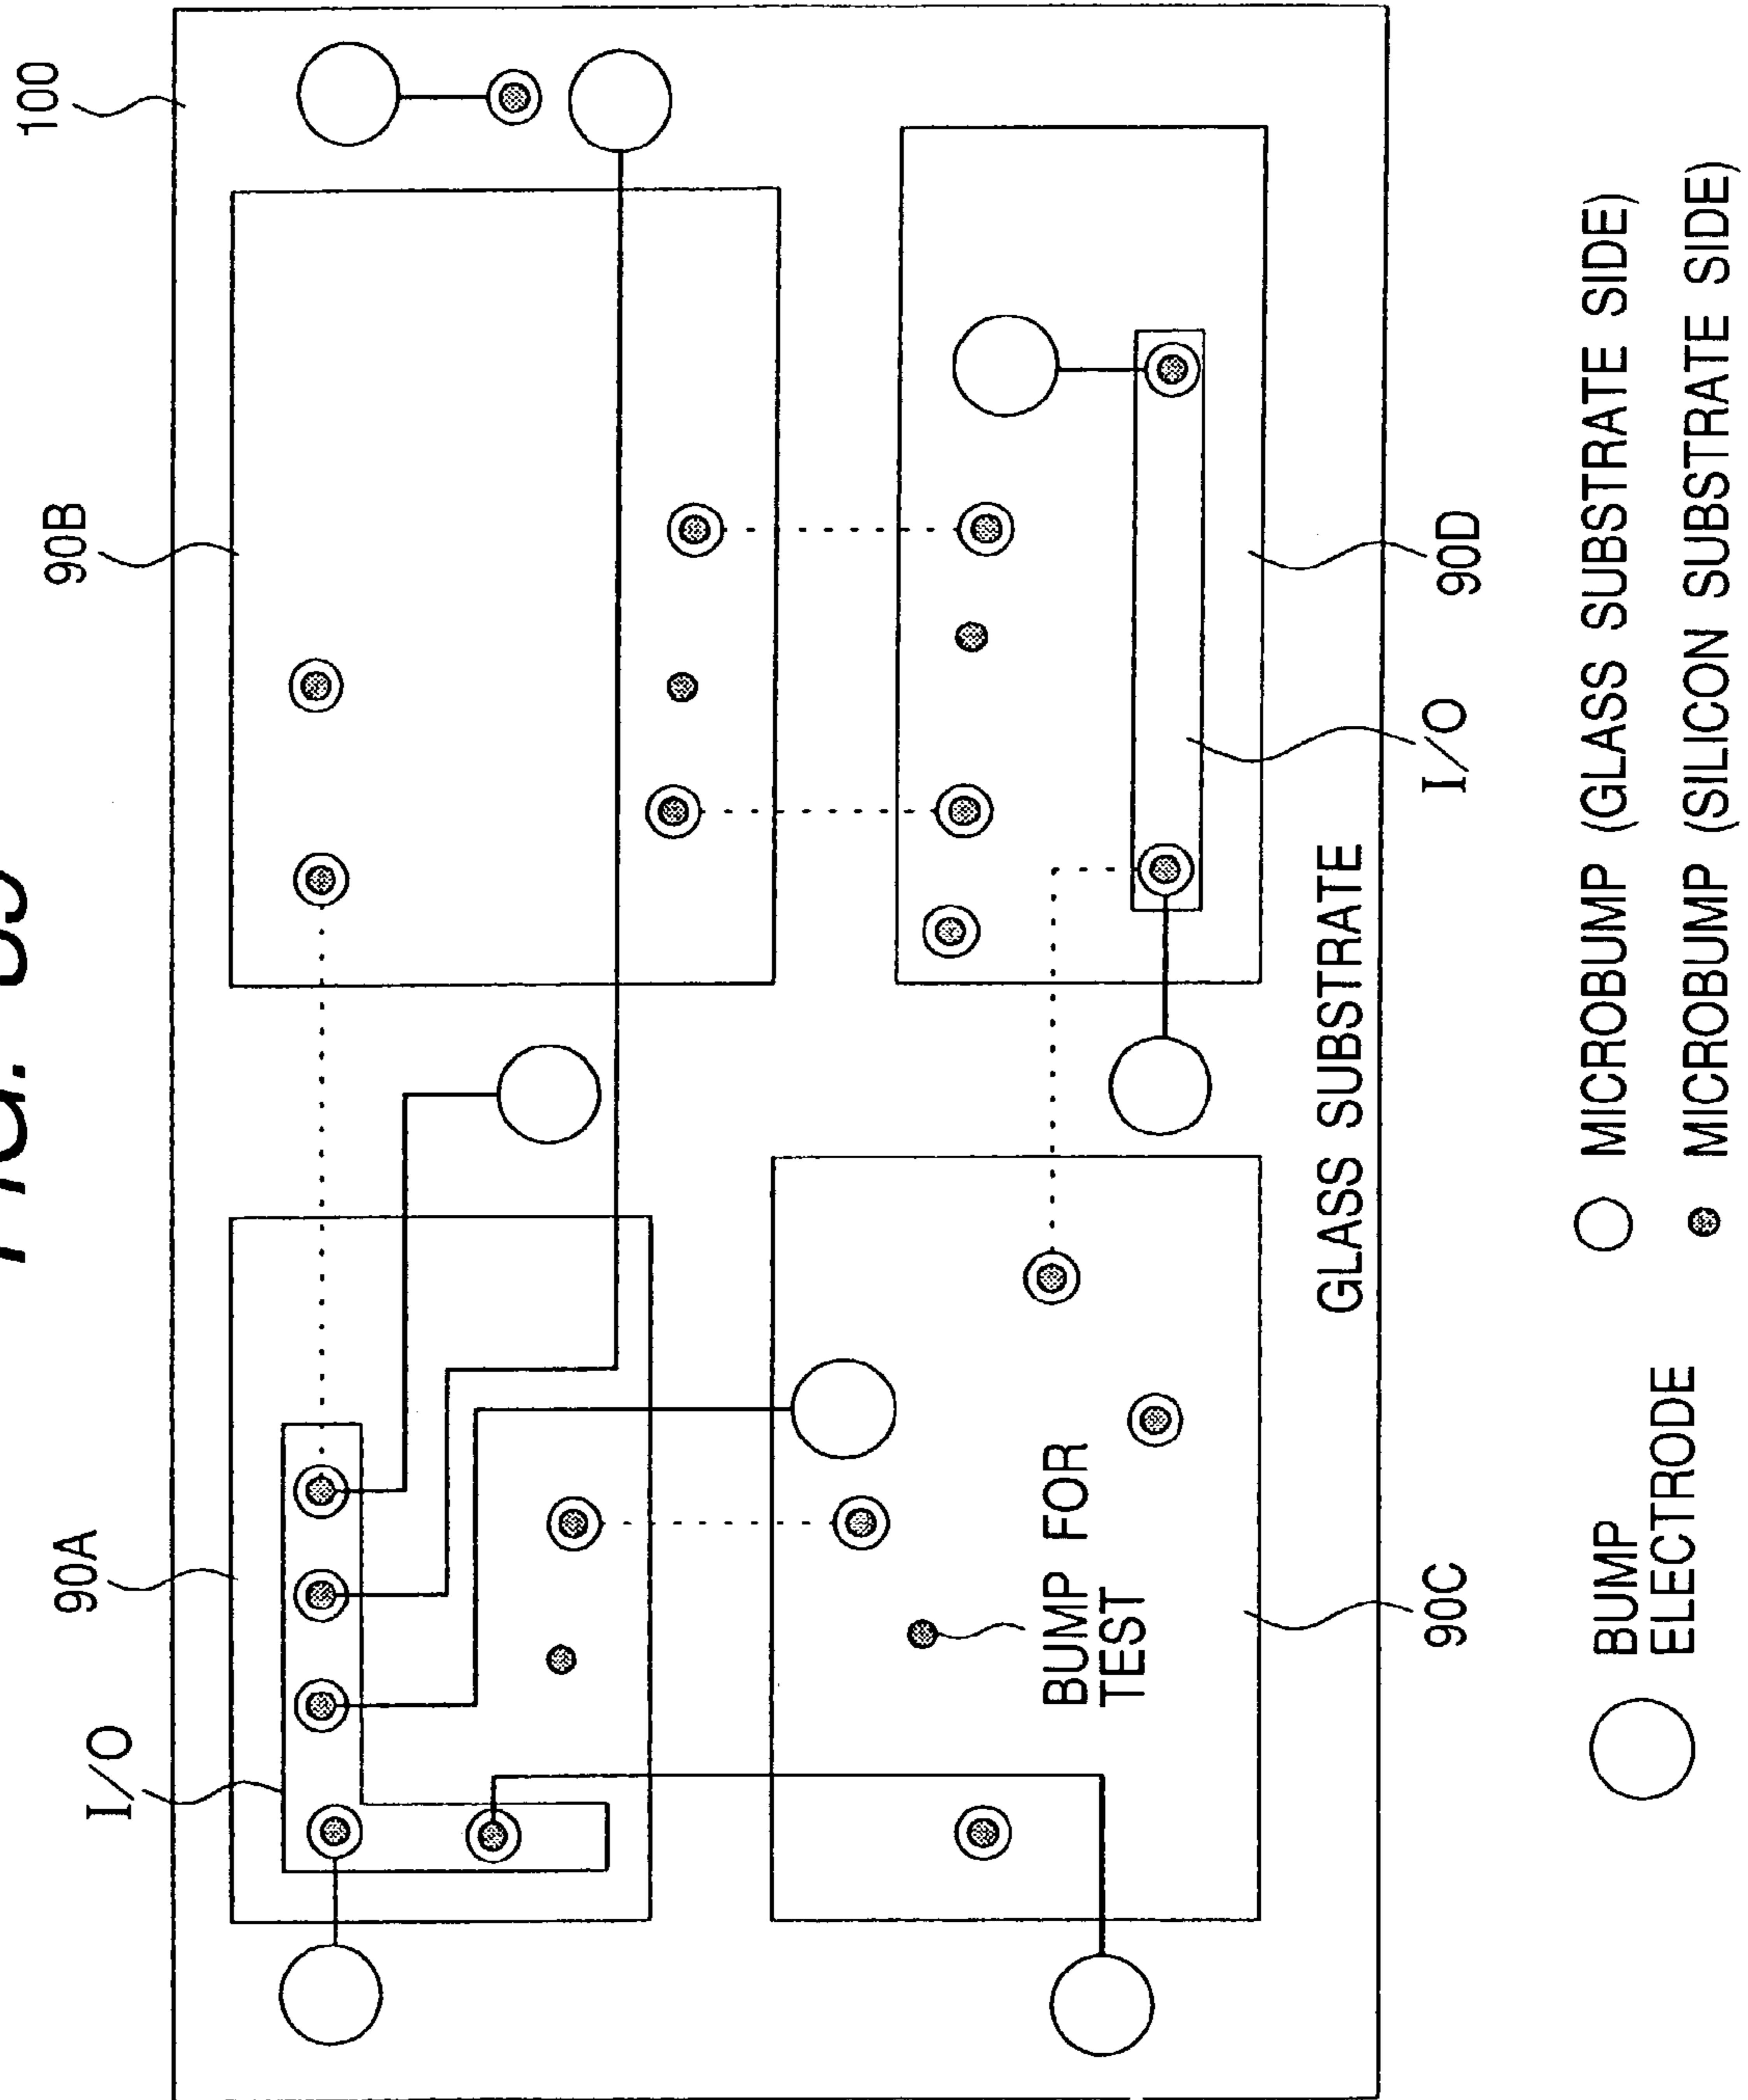 FIG.
I/O
90A
90B
100
BUMP FOR
TEST
GLASS SUBSTRATE
90C
I/O
90D
BUMP
ELECTRODE
MICROBUMP (GLASS SUBSTRATE SIDE)
MICROBUMP (SILICON SUBSTRATE SIDE)